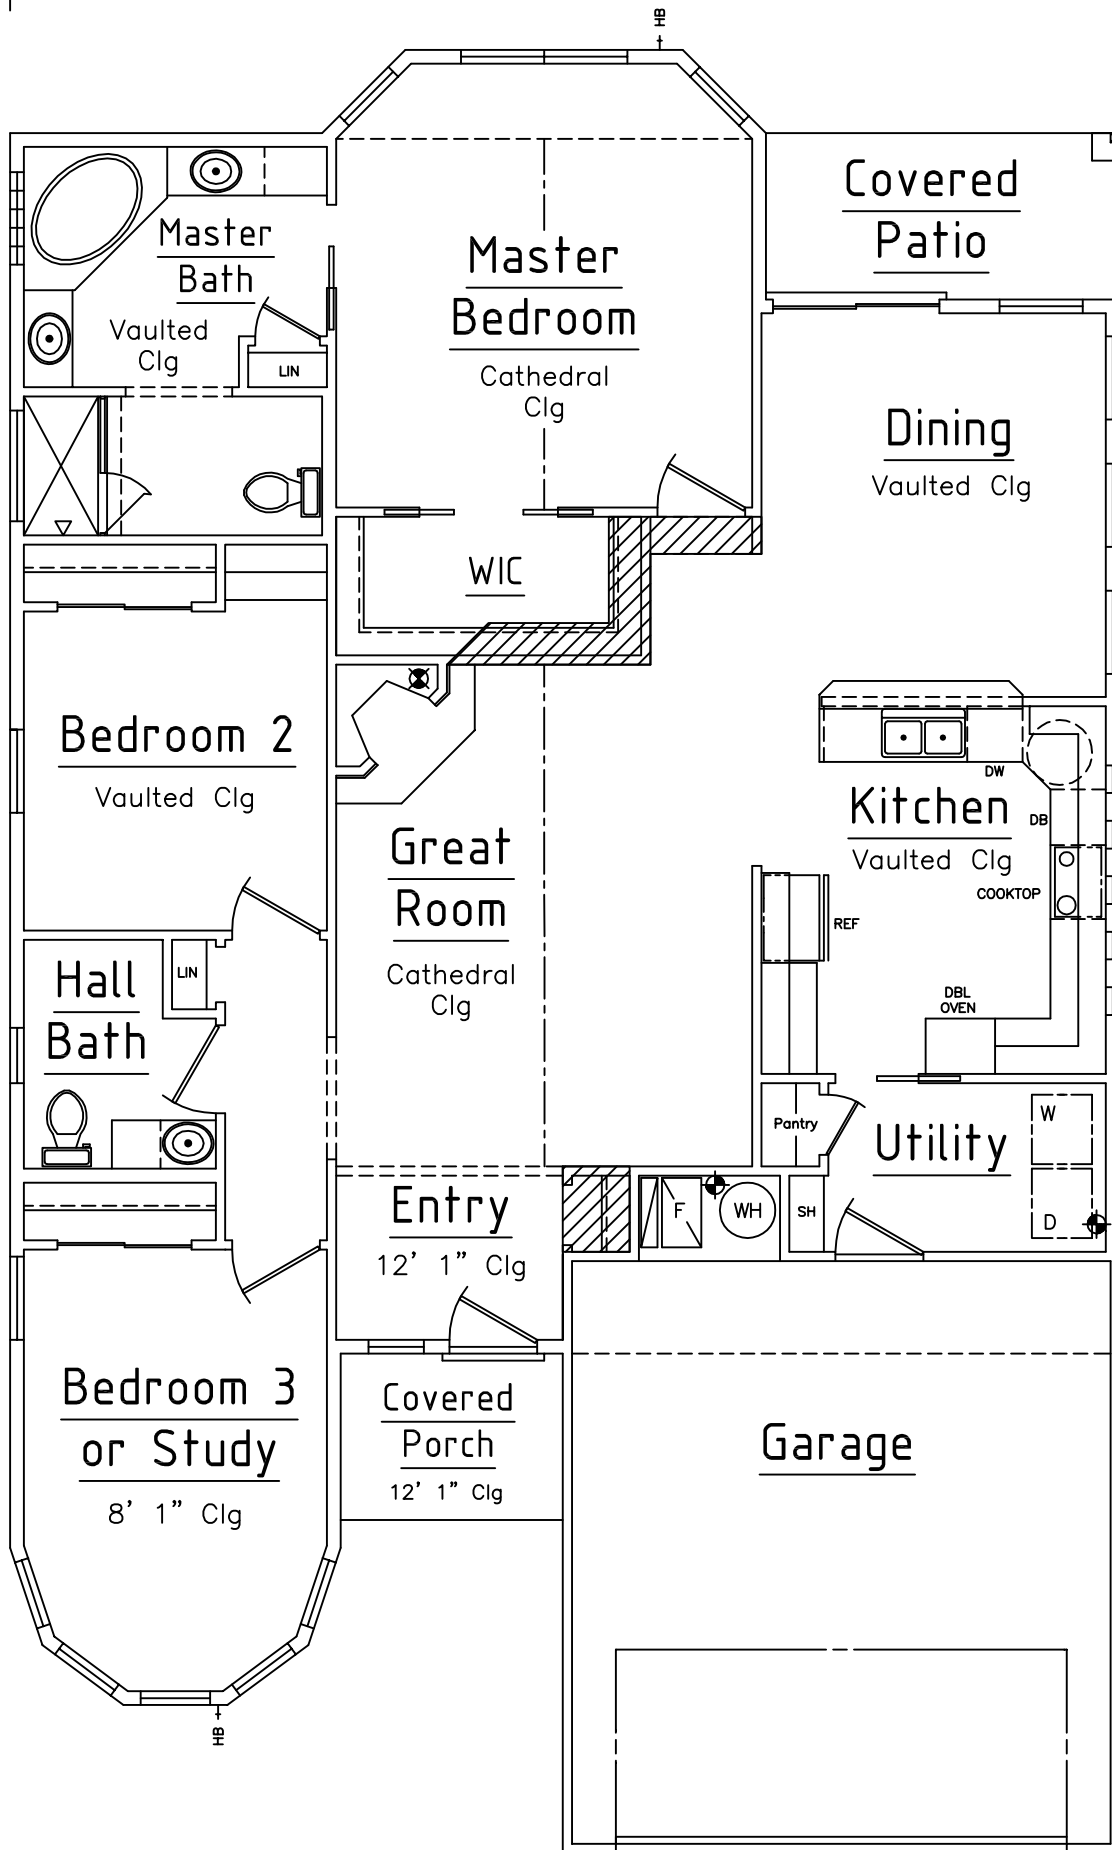 HB
Covered
Patio
Master
Bath
Vaulted
Clg
LIN
Master
Bedroom
Cathedral
Clg
Dining
Vaulted Clg
WIC
Bedroom 2
Vaulted Clg
DW
Kitchen
DB
Vaulted Clg
COOKTOP
REF
DBL
OVEN
Great
Room
Cathedral
Clg
Hall
Bath
LIN
Pantry
Utility
W
D
SH
F
WH
Entry
12' 1" Clg
Bedroom 3
or Study
8' 1" Clg
Covered
Porch
12' 1" Clg
Garage
HB